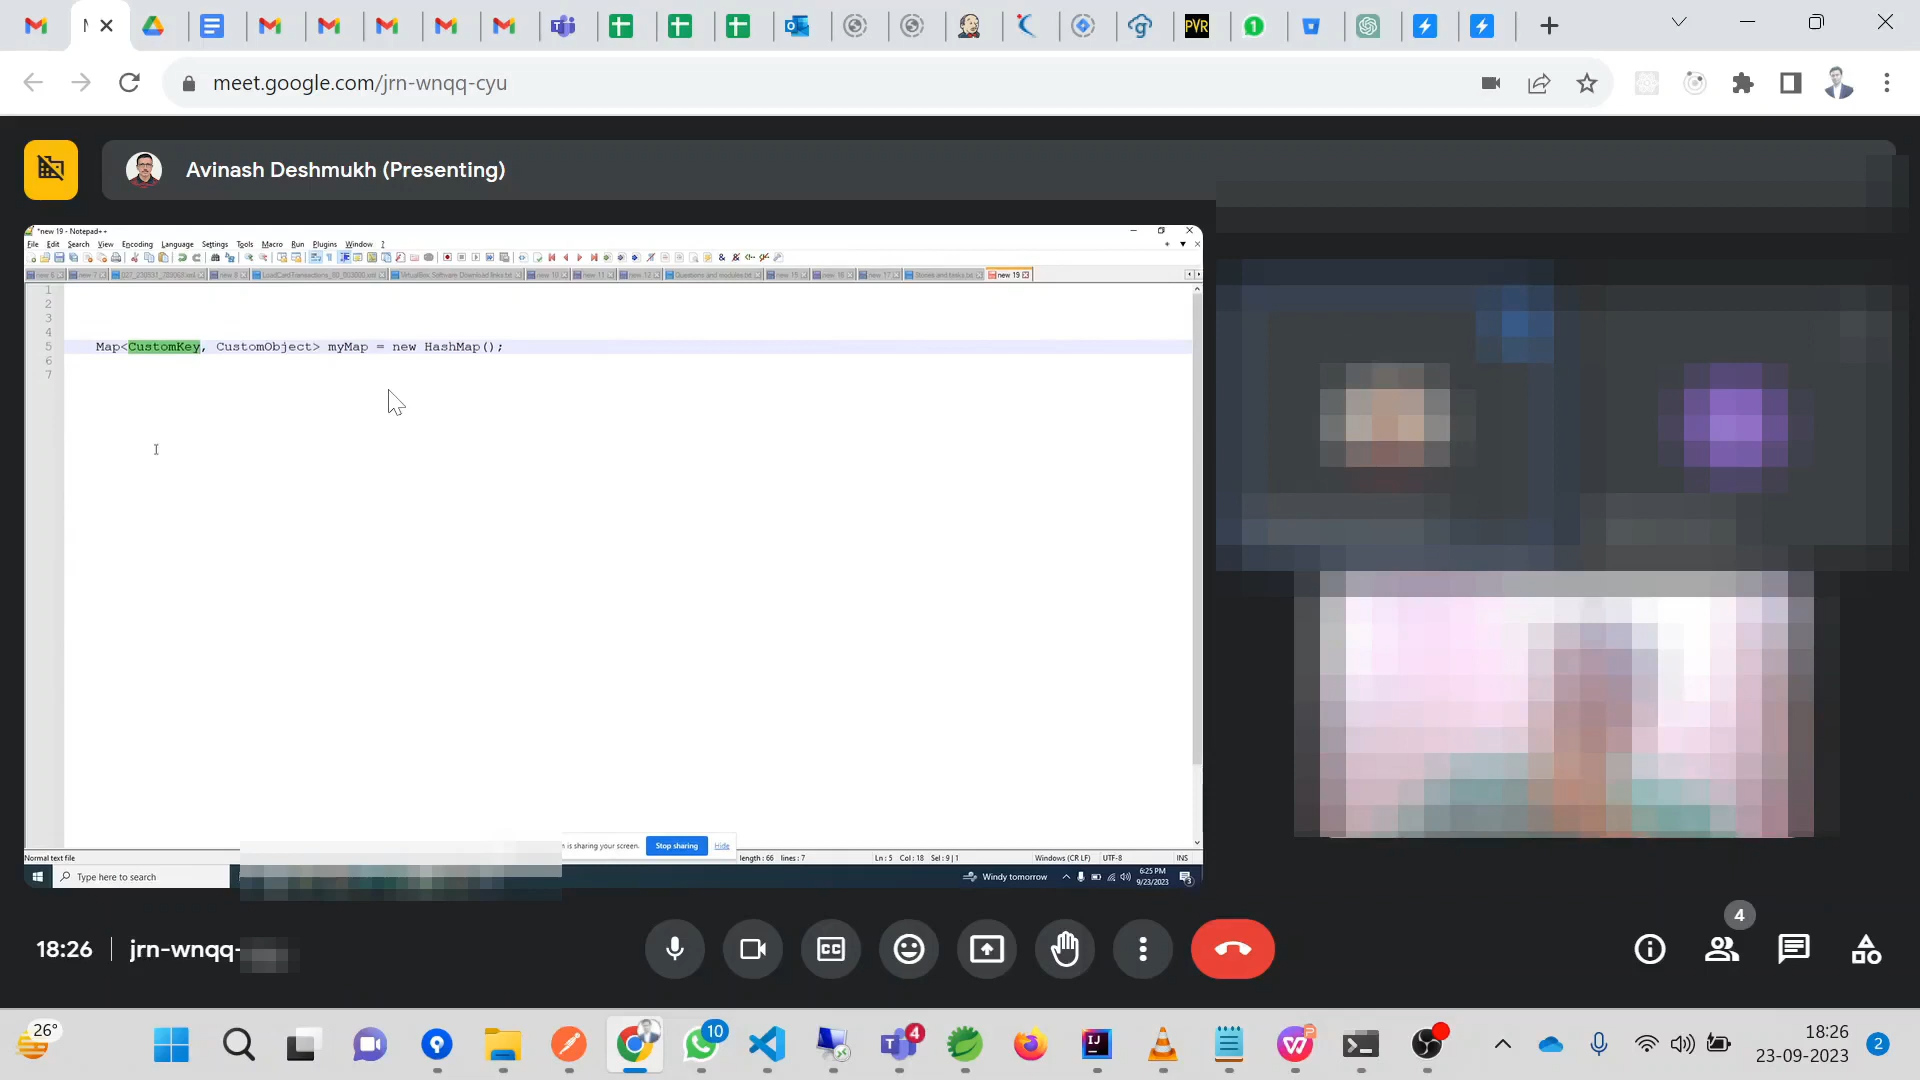 meet.google.com/jrn-wnqq-cyu
Avinash Deshmukh (Presenting)
*new 19 - Notepad++
File Edit Search View Encoding Language Settings Tools Macro Run Plugins Window ?
new 19
1
2
3
4
5 Map<CustomKey, CustomObject> myMap = new HashMap();
6
7
is sharing your screen. Stop sharing Hide
Normal text file length : 66 lines : 7 Ln : 5 Col : 18 Sel : 9 | 1 Windows (CR LF) UTF-8 INS
Type here to search Windy tomorrow 6:25 PM
9/23/2023
18:26 jrn-wnqq-
4
26°
10
4
18:26
23-09-2023
2